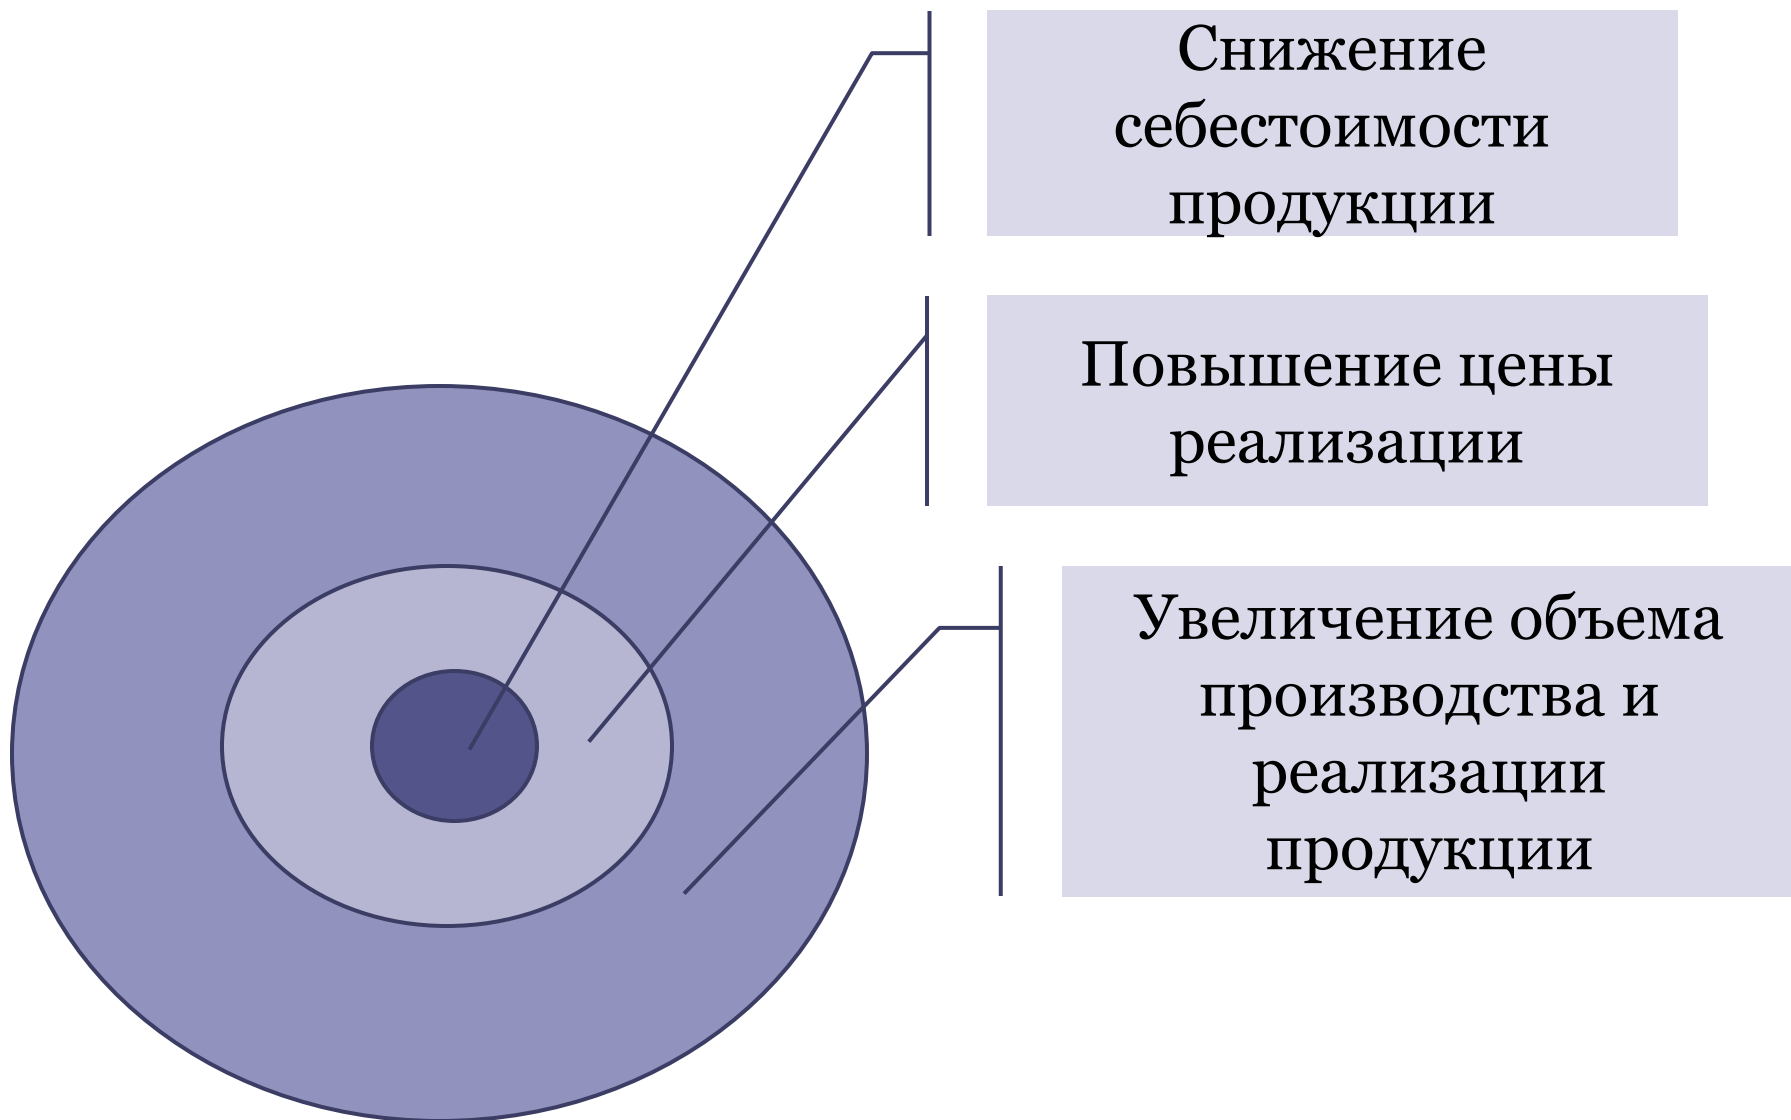 Снижение
себестоимости
продукции
Повышение цены
реализации
Увеличение объема
производства и
реализации
продукции